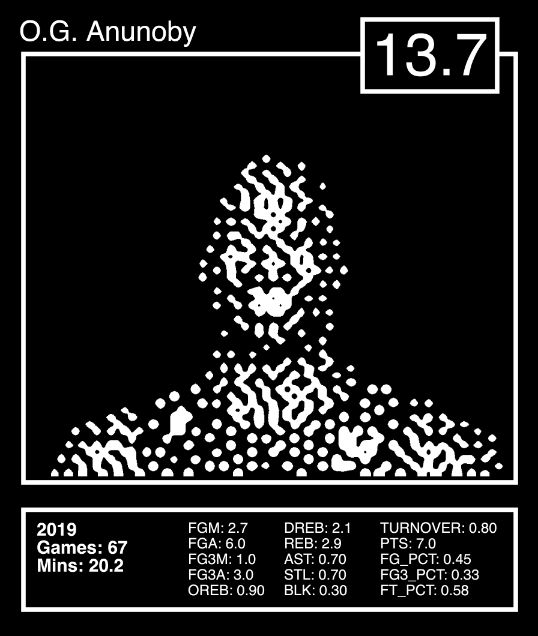 O.G. Anunoby
13.7
2019
Games: 67
Mins: 20.2
FGM: 2.7
FGA: 6.0
FG3M: 1.0
FG3A: 3.0
OREB: 0.90
DREB: 2.1
REB: 2.9
AST: 0.70
STL: 0.70
BLK: 0.30
TURNOVER: 0.80
PTS: 7.0
FG_PCT: 0.45
FG3_PCT: 0.33
FT_PCT: 0.58